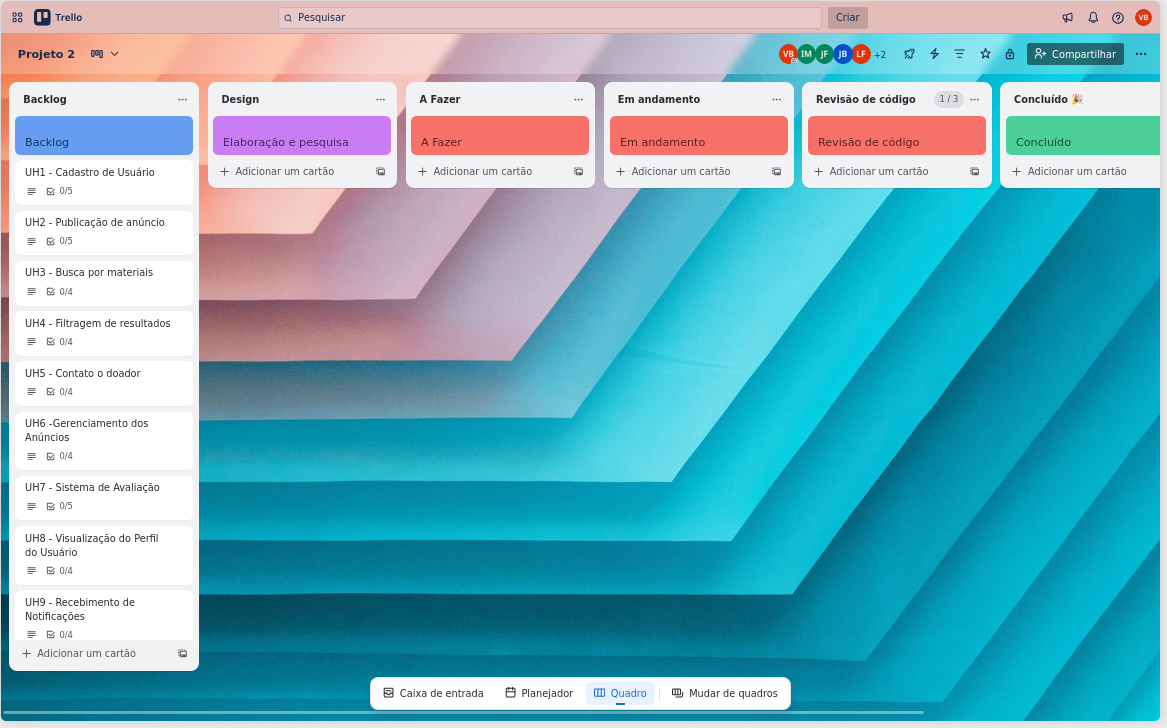 Trello
Pesquisar
Criar
VB
Projeto 2
VB IM JF JB LF +2
Compartilhar
Backlog
Backlog
UH1 - Cadastro de Usuário
0/5
UH2 - Publicação de anúncio
0/5
UH3 - Busca por materiais
0/4
UH4 - Filtragem de resultados
0/4
UH5 - Contato o doador
0/4
UH6 -Gerenciamento dos
Anúncios
0/4
UH7 - Sistema de Avaliação
0/5
UH8 - Visualização do Perfil
do Usuário
0/4
UH9 - Recebimento de
Notificações
0/4
+ Adicionar um cartão
Design
Elaboração e pesquisa
+ Adicionar um cartão
A Fazer
A Fazer
+ Adicionar um cartão
Em andamento
Em andamento
+ Adicionar um cartão
Revisão de código 1 / 3
Revisão de código
+ Adicionar um cartão
Concluído 🎉
Concluído
+ Adicionar um cartão
Caixa de entrada
Planejador
Quadro
Mudar de quadros